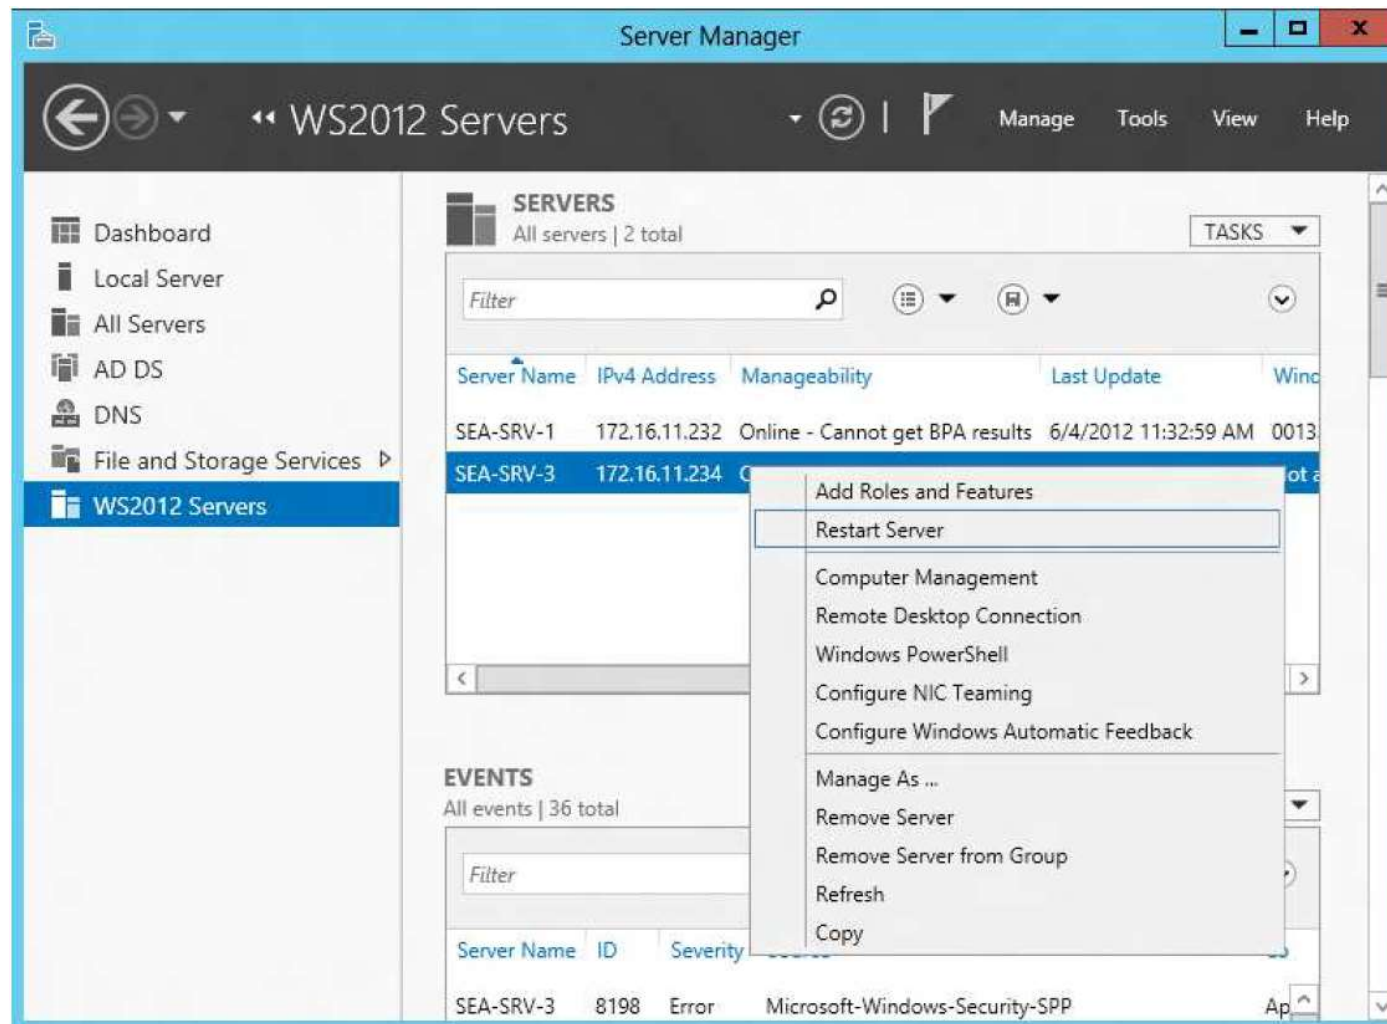 Server Manager
WS2012 Servers
Manage Tools View Help
Dashboard
Local Server
All Servers
AD DS
DNS
File and Storage Services
WS2012 Servers
SERVERS
All servers | 2 total
TASKS
Filter
Server Name IPv4 Address Manageability Last Update
SEA-SRV-1 172.16.11.232 Online - Cannot get BPA results 6/4/2012 11:32:59 AM 0013
SEA-SRV-3 172.16.11.234
Add Roles and Features
Restart Server
Computer Management
Remote Desktop Connection
Windows PowerShell
Configure NIC Teaming
Configure Windows Automatic Feedback
Manage As ...
Remove Server
Remove Server from Group
Refresh
Copy
EVENTS
All events | 36 total
Filter
Server Name ID Severity
SEA-SRV-3 8198 Error Microsoft-Windows-Security-SPP